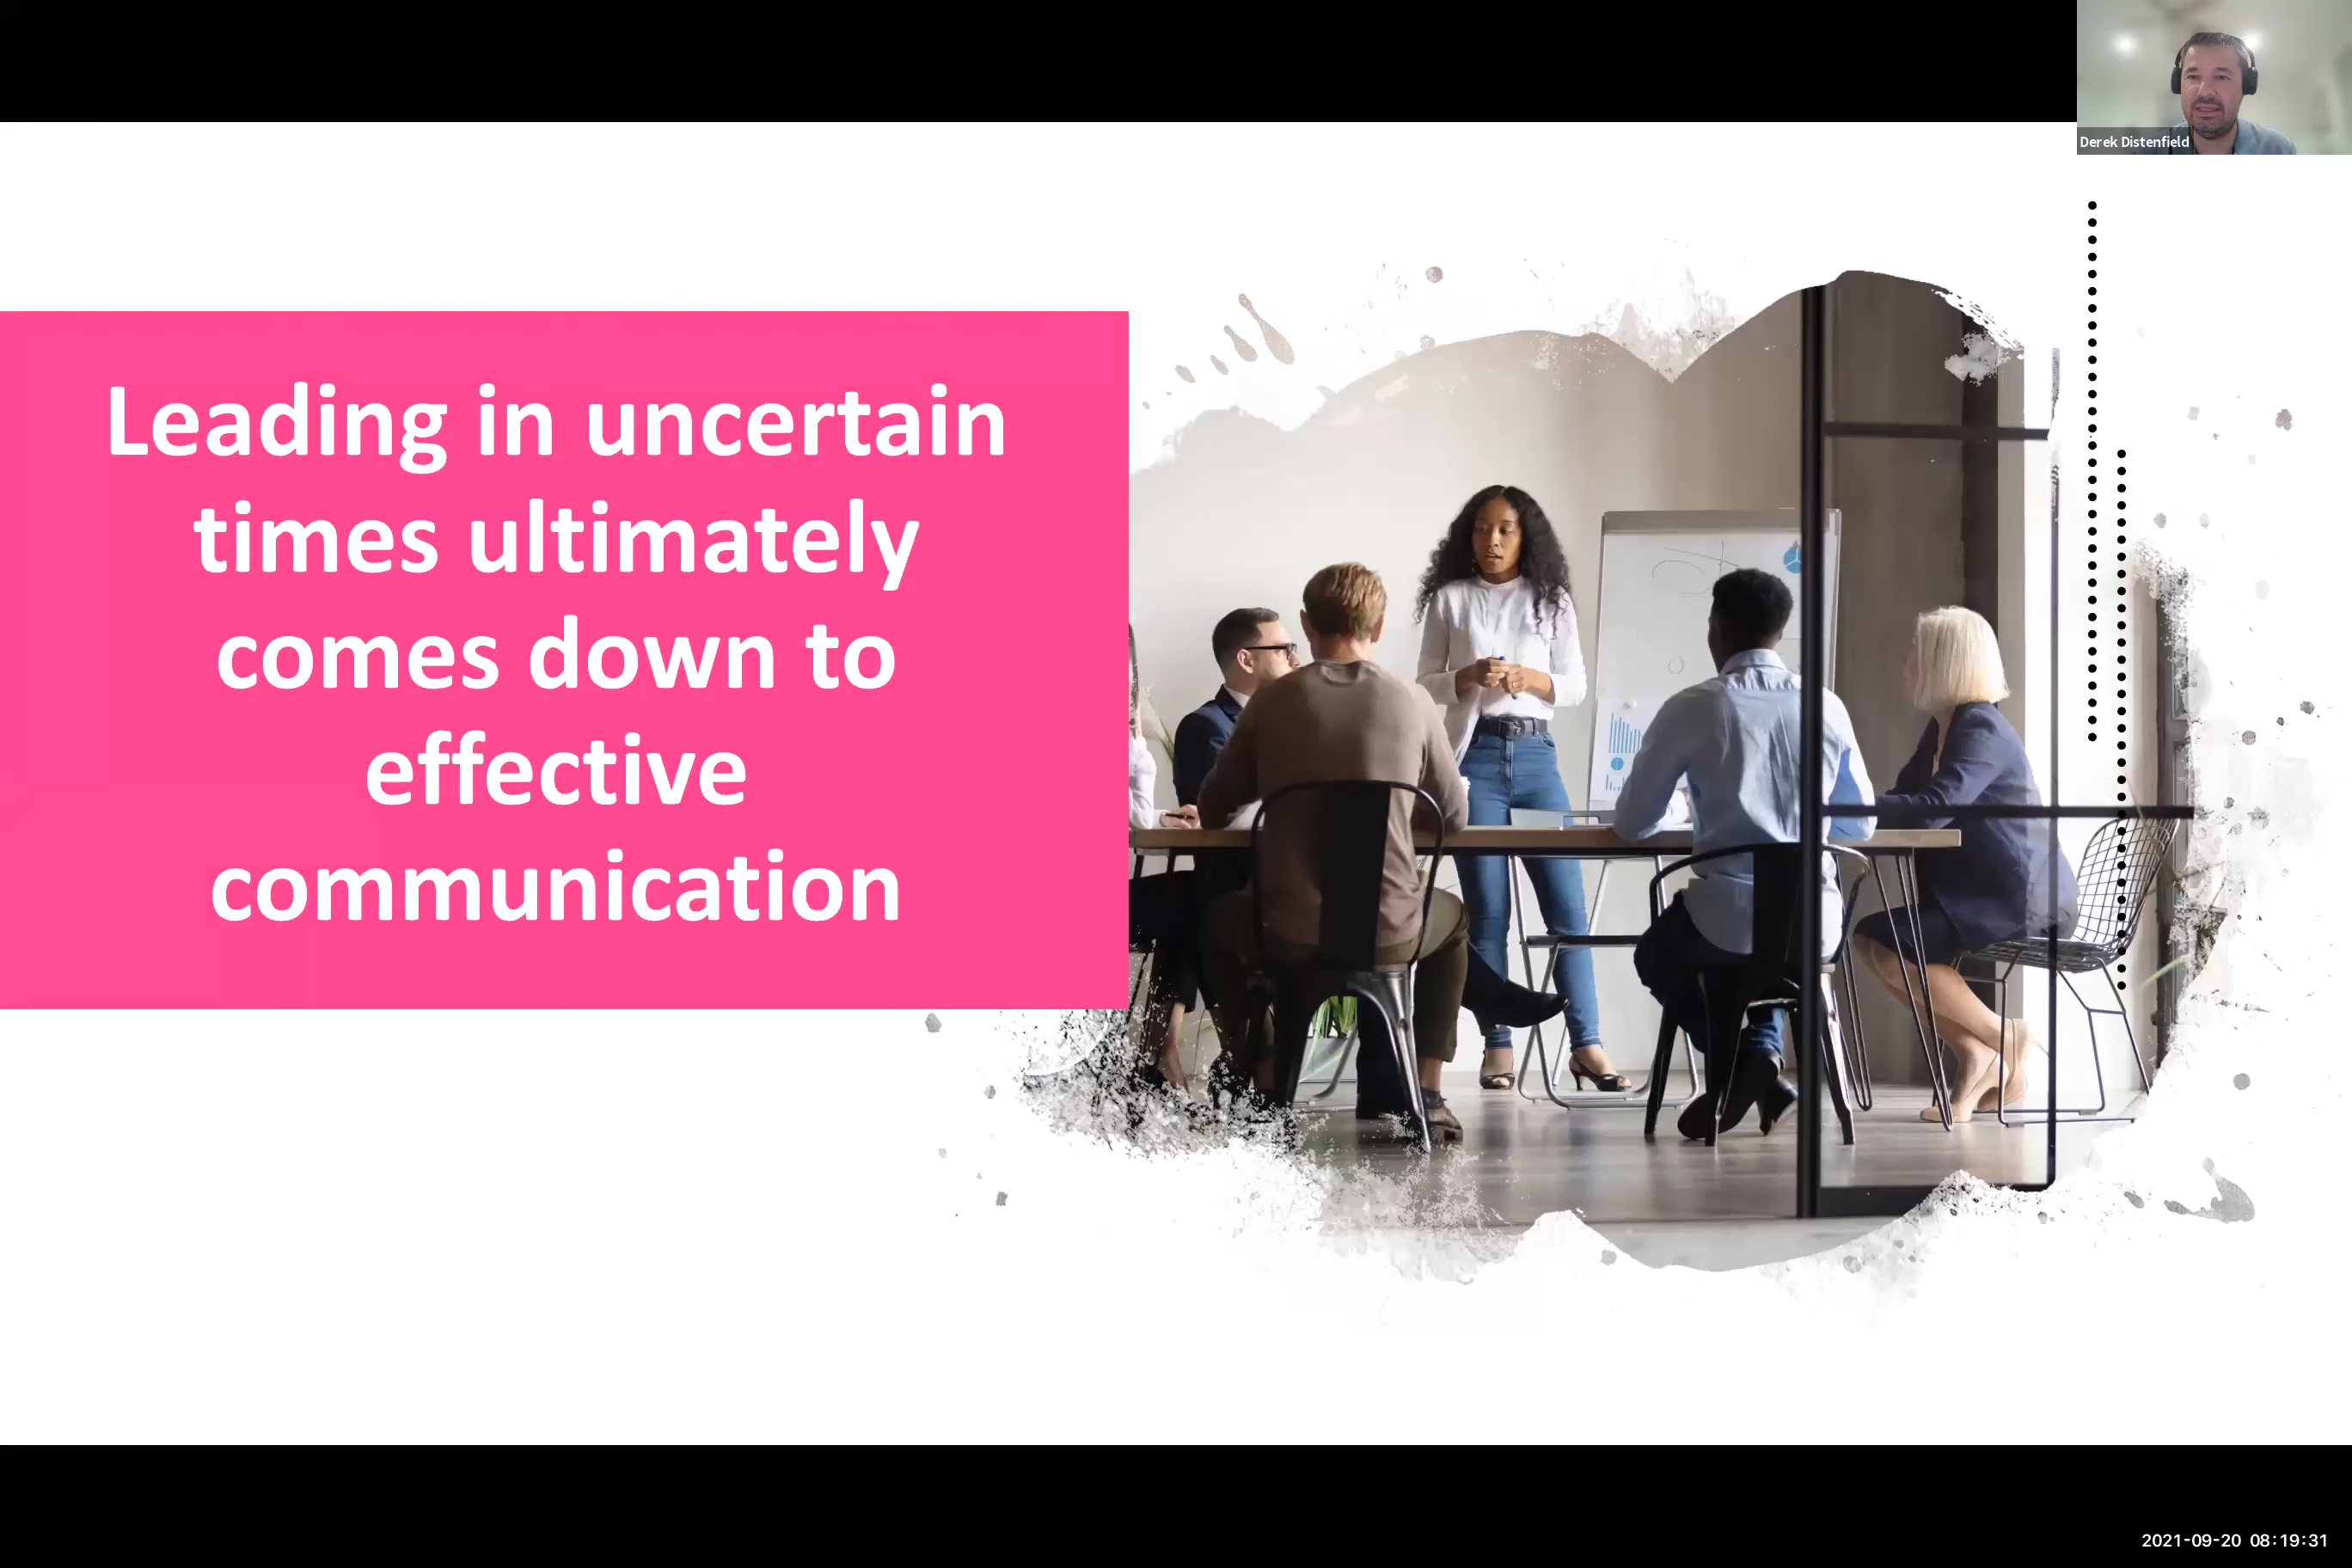 Derek Distenfield
Leading in uncertain
times ultimately
comes down to
effective
communication
2021-09-20 08:19:31